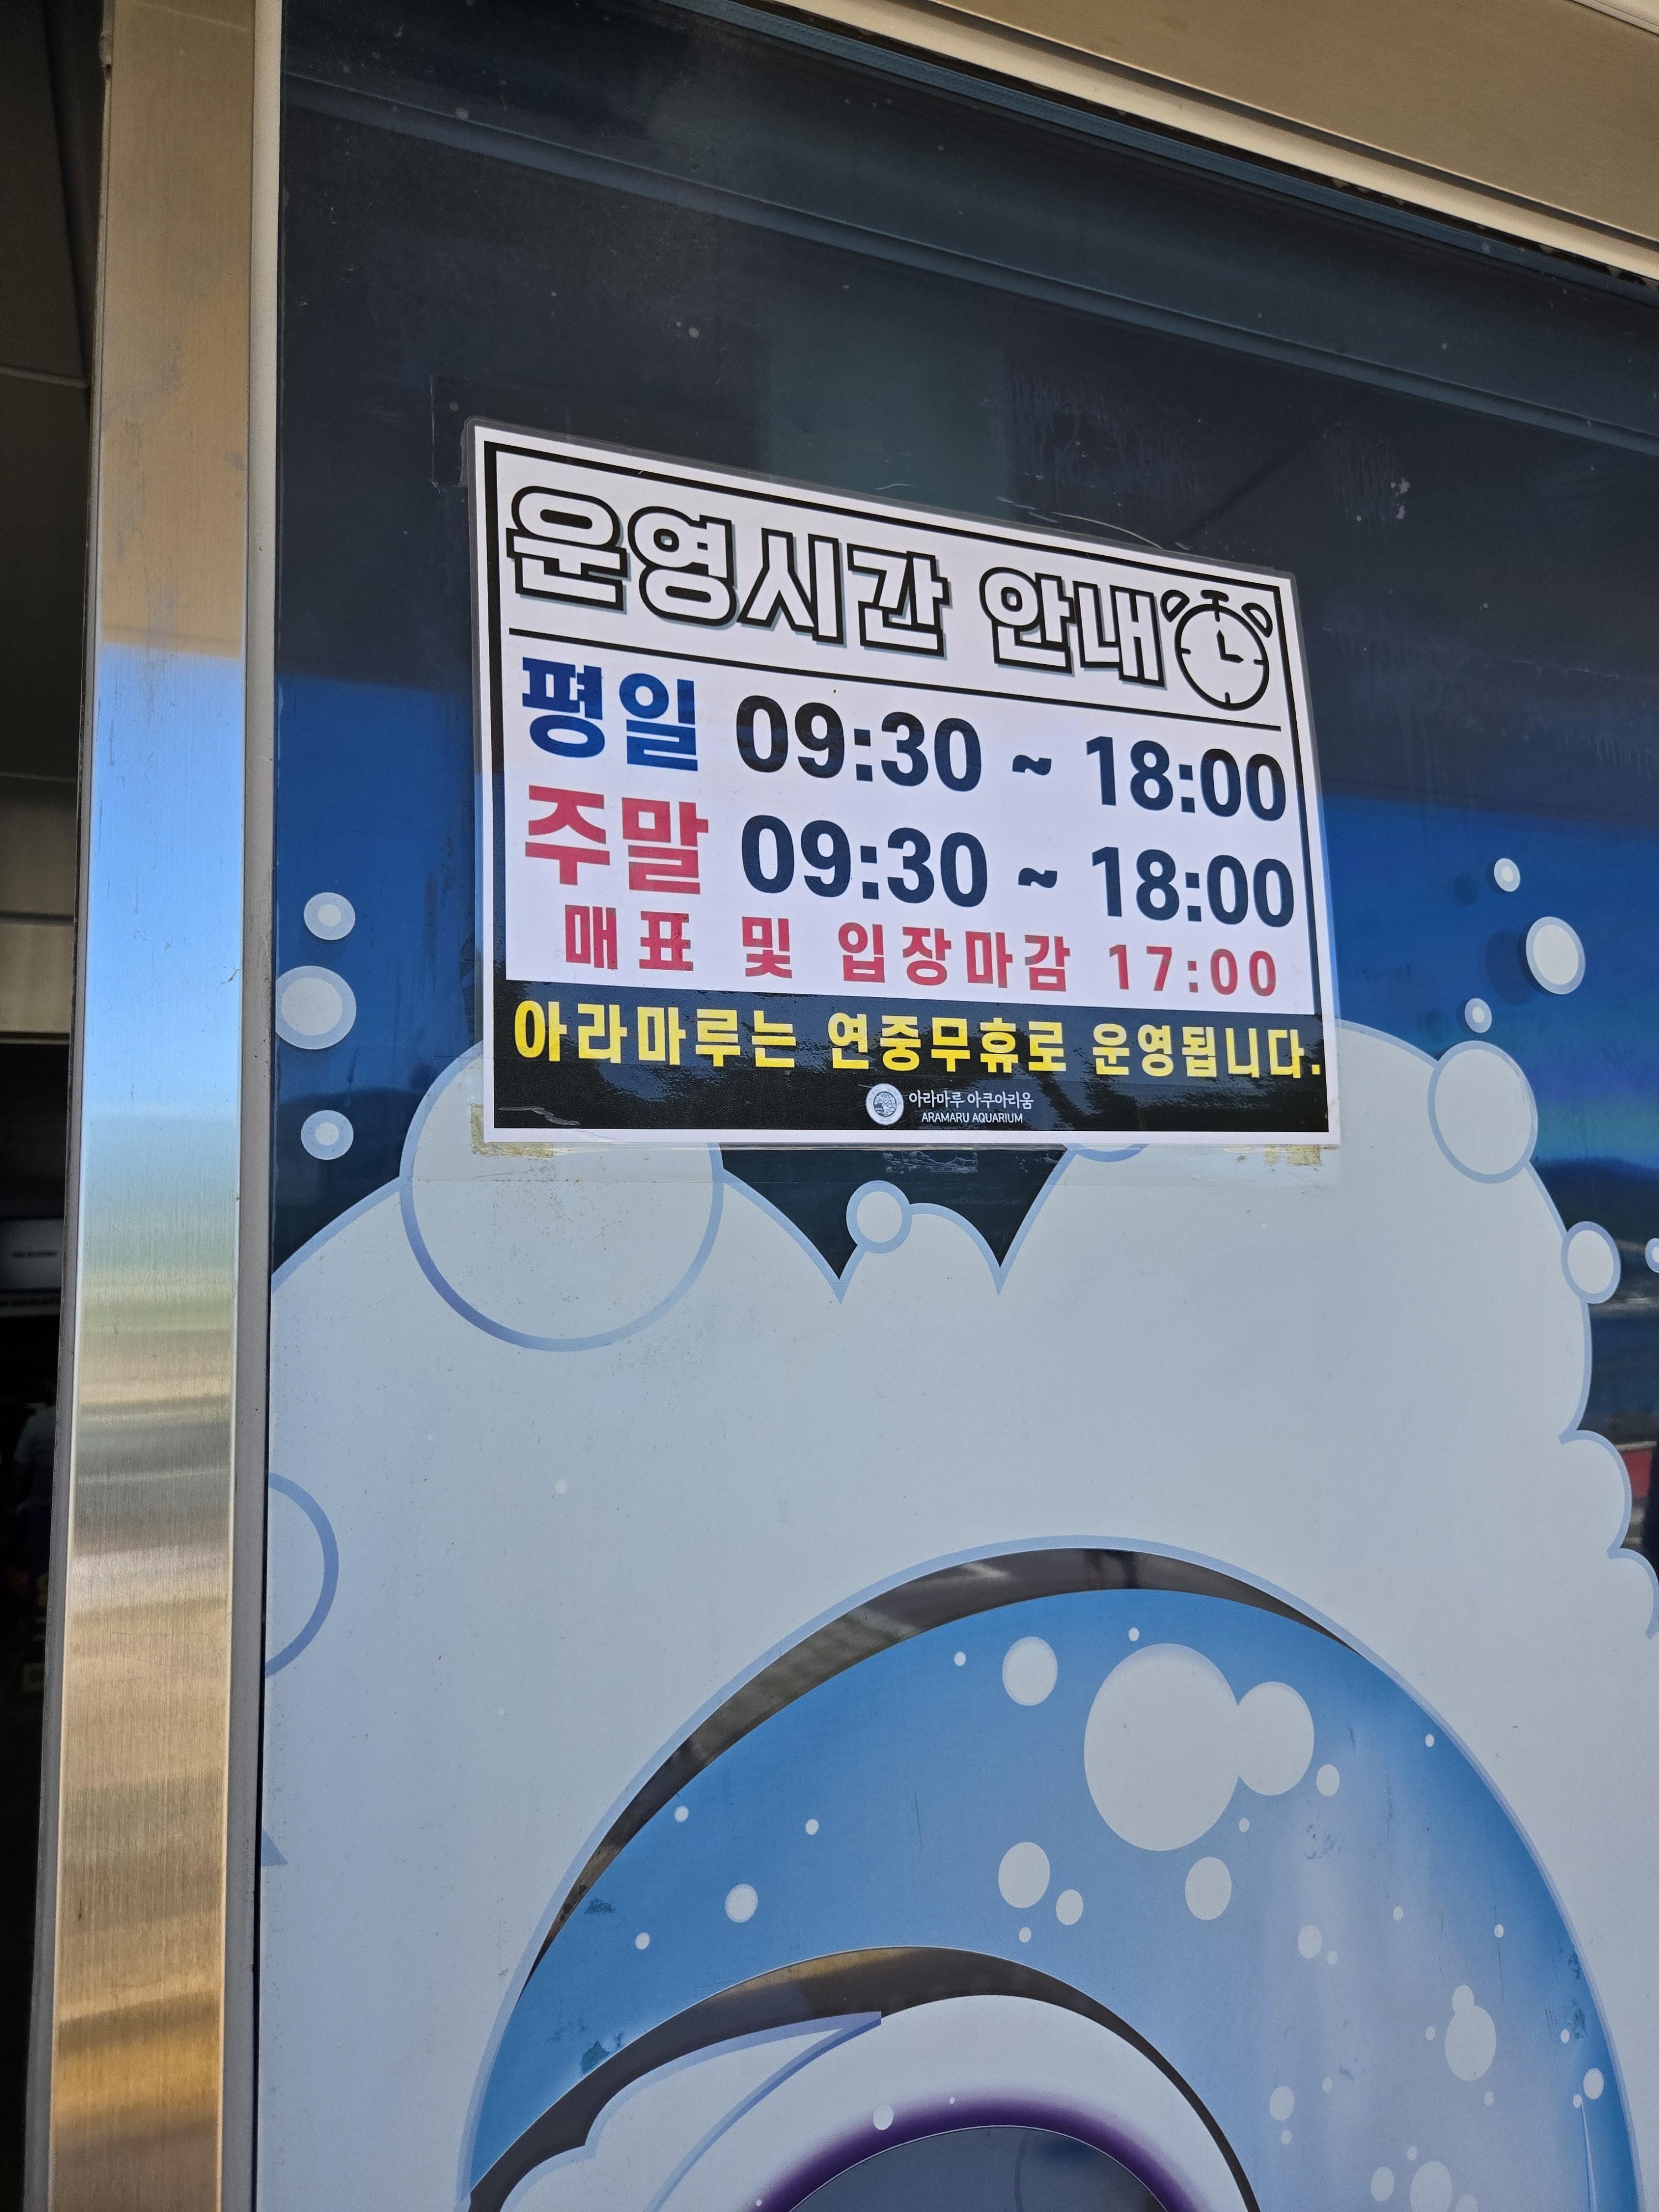 운영시간 안내
평일 09:30 ~ 18:00
주말 09:30 ~ 18:00
매표 및 입장마감 17:00
아라마루는 연중무휴로 운영됩니다.
아라마루 아쿠아리움
ARAMARU AQUARIUM